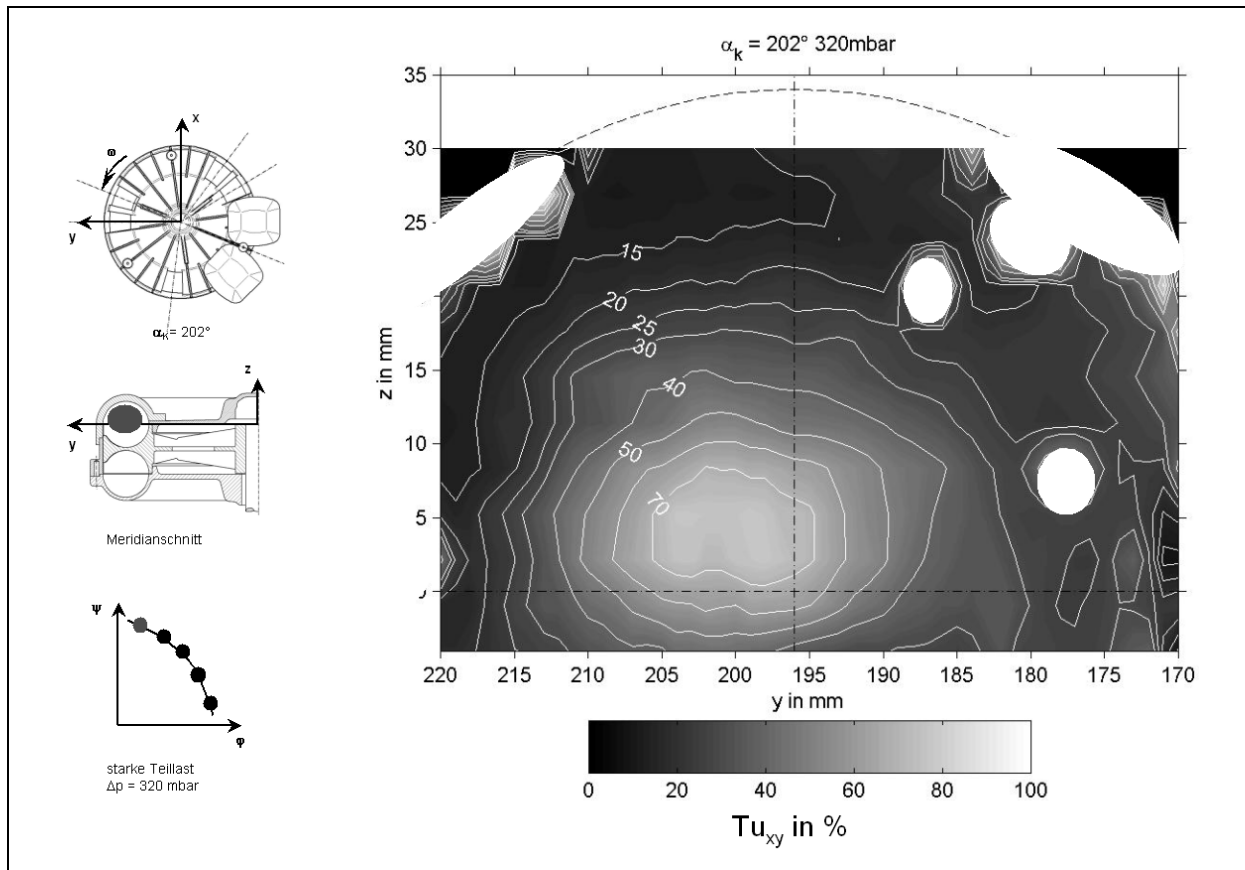 αk = 202° 320mbar
x
ω
y
αk = 202°
z
y
Meridianschnitt
ψ
φ
starke Teillast
Δp = 320 mbar
35
30
25
20
15
10
5
z in mm
15
20
25
30
40
50
70
220 215 210 205 200 195 190 185 180 175 170
y in mm
0 20 40 60 80 100
Tuxy in %